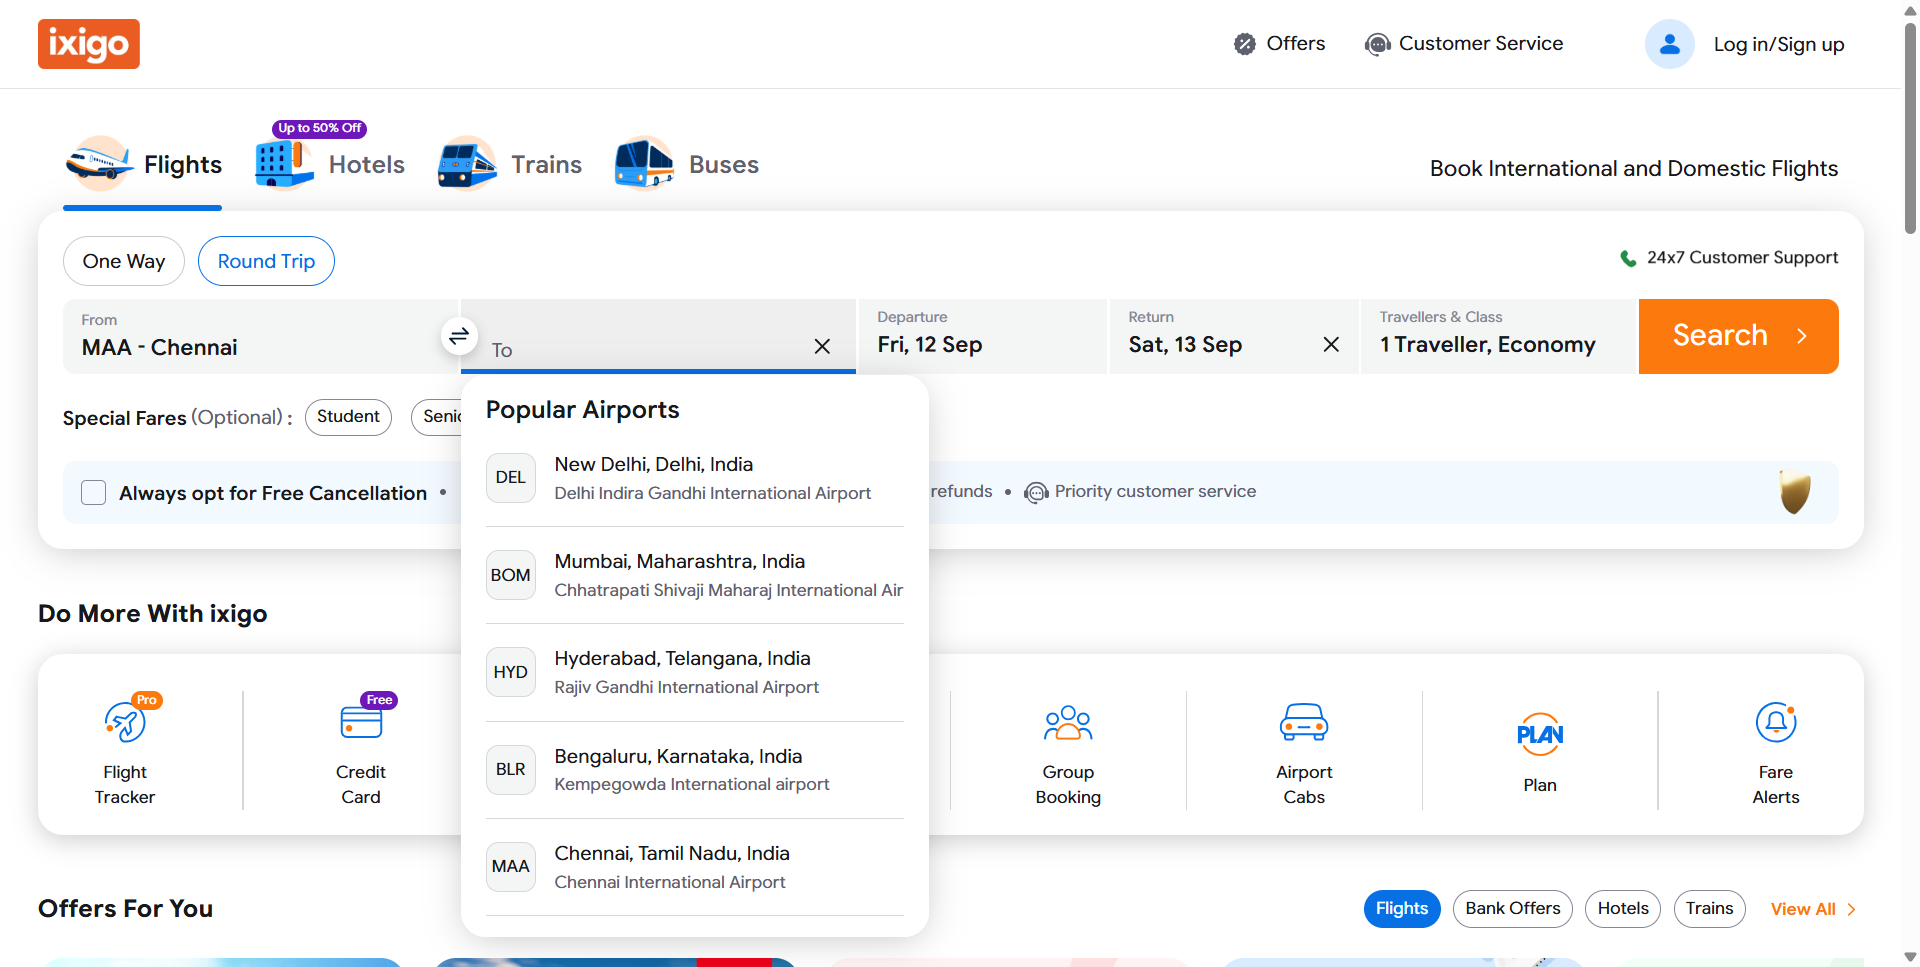 ixigo
Offers
Customer Service
Log in/Sign up
Up to 50% Off
Flights
Hotels
Trains
Buses
Book International and Domestic Flights
One Way
Round Trip
24x7 Customer Support
From
MAA - Chennai
To
Departure
Fri, 12 Sep
Return
Sat, 13 Sep
Travellers & Class
1 Traveller, Economy
Search
Special Fares (Optional) :
Student
Popular Airports
DEL
New Delhi, Delhi, India
Delhi Indira Gandhi International Airport
Always opt for Free Cancellation •
refunds • Priority customer service
BOM
Mumbai, Maharashtra, India
Chhatrapati Shivaji Maharaj International Air
HYD
Hyderabad, Telangana, India
Rajiv Gandhi International Airport
BLR
Bengaluru, Karnataka, India
Kempegowda International airport
MAA
Chennai, Tamil Nadu, India
Chennai International Airport
Do More With ixigo
Pro
Flight
Tracker
Free
Credit
Card
Group
Booking
Airport
Cabs
PLAN
Plan
Fare
Alerts
Offers For You
Flights
Bank Offers
Hotels
Trains
View All